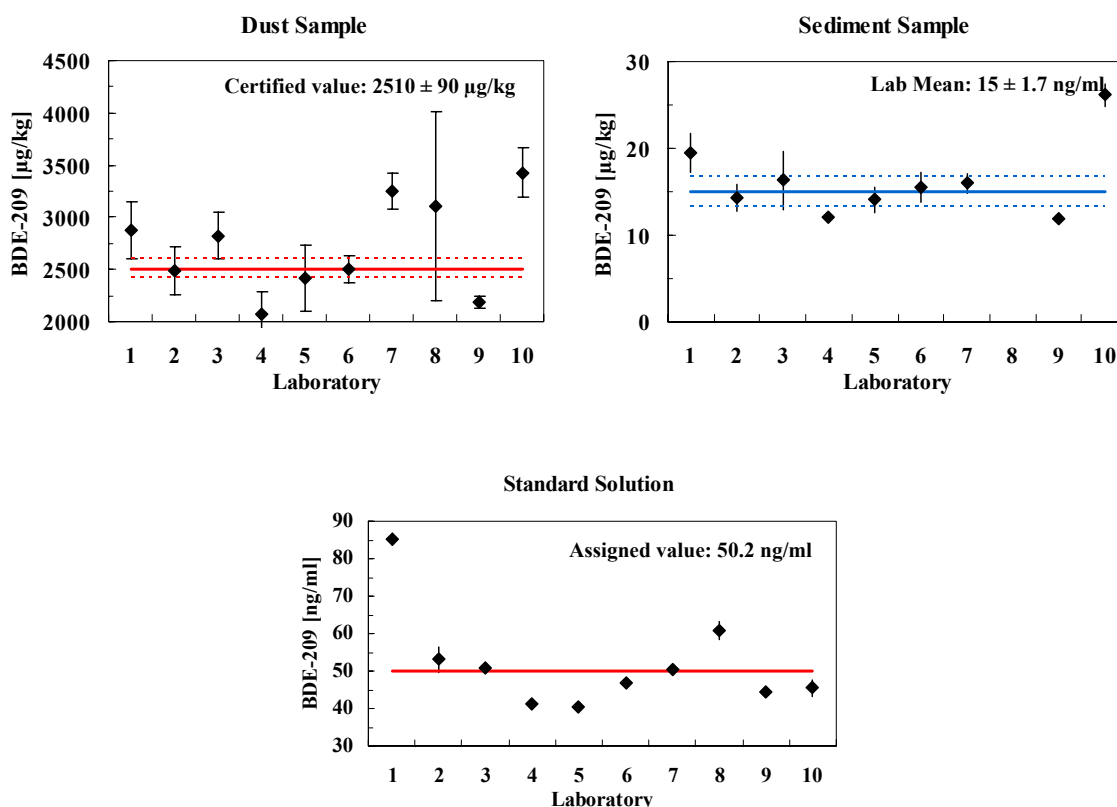 Dust Sample
4500
4000
3500
3000
2500
2000
BDE-209 [µg/kg]
Certified value: 2510 ± 90 µg/kg
1 2 3 4 5 6 7 8 9 10
Laboratory
Sediment Sample
30
20
10
0
BDE-209 [µg/kg]
Lab Mean: 15 ± 1.7 ng/ml
1 2 3 4 5 6 7 8 9 10
Laboratory
Standard Solution
90
80
70
60
50
40
30
BDE-209 [ng/ml]
Assigned value: 50.2 ng/ml
1 2 3 4 5 6 7 8 9 10
Laboratory